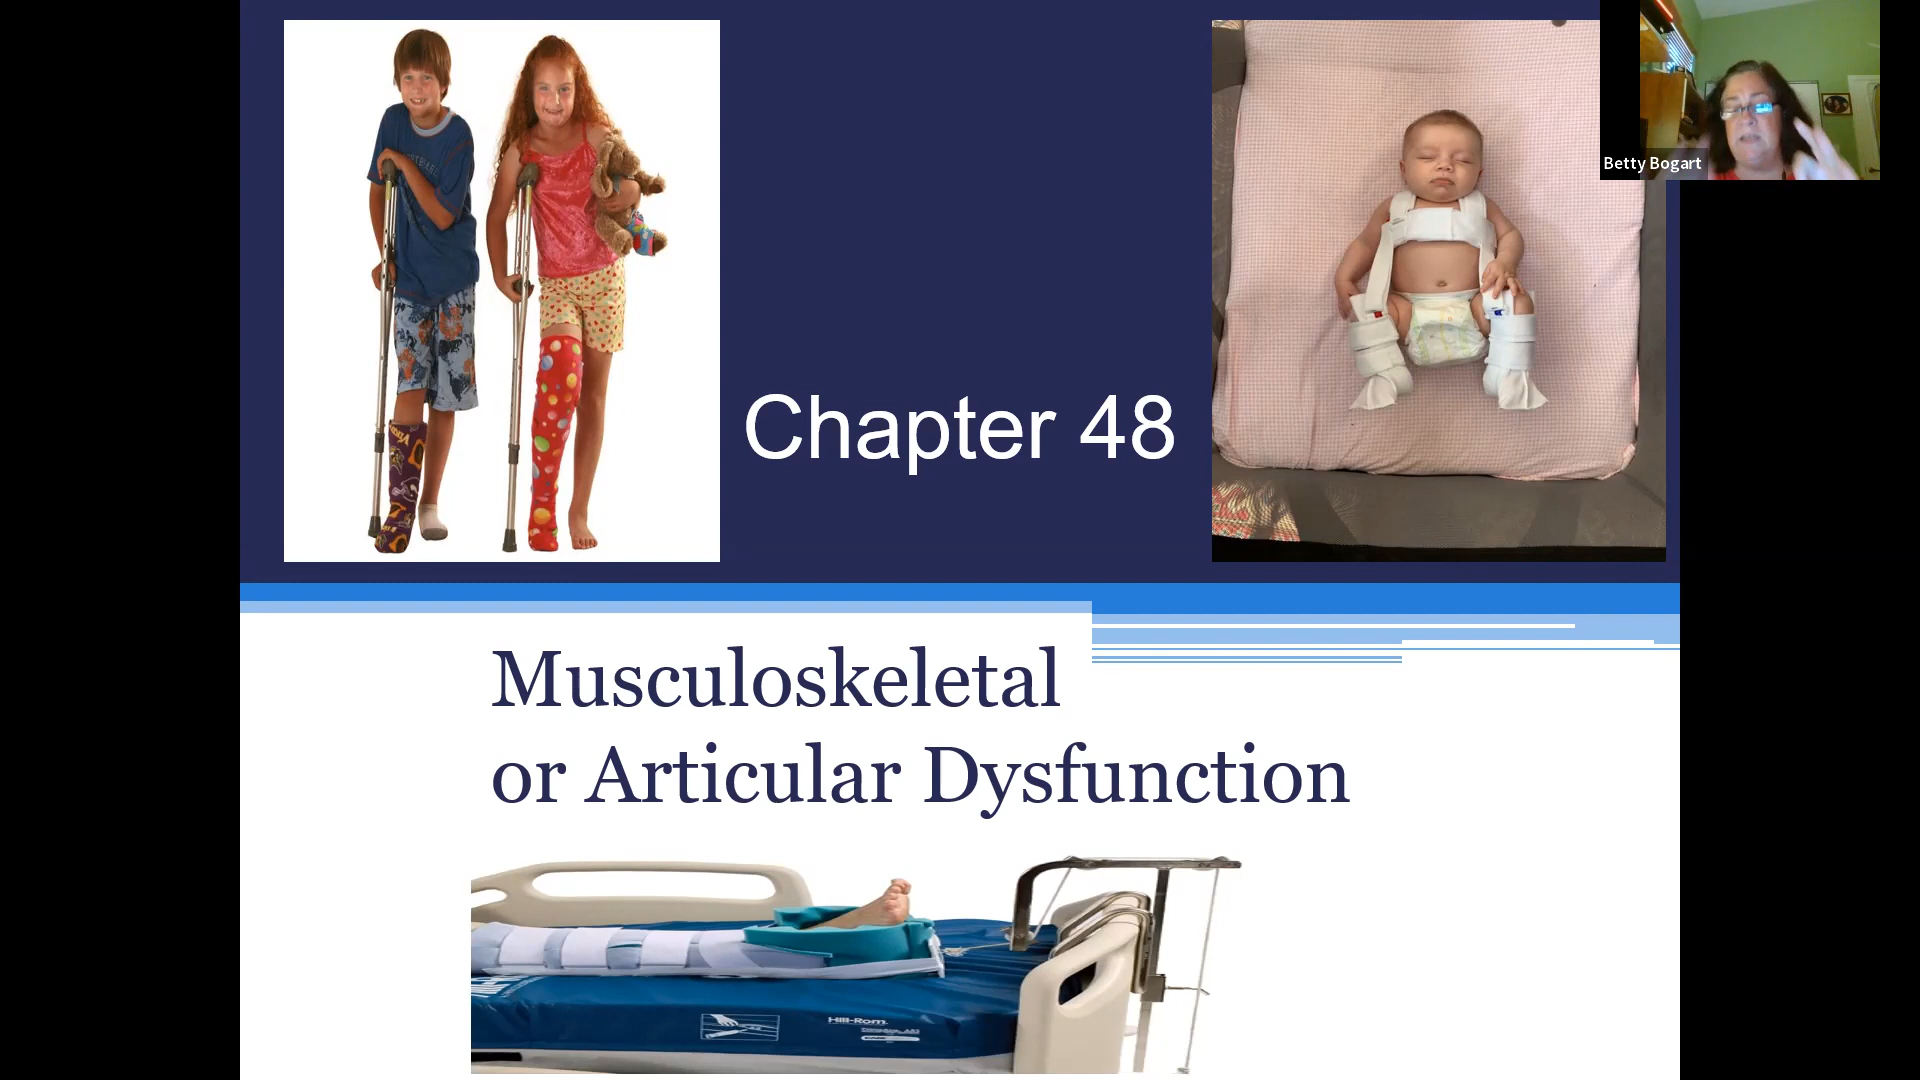 Betty Bogart
Chapter 48
Musculoskeletal
or Articular Dysfunction
Hill-Rom